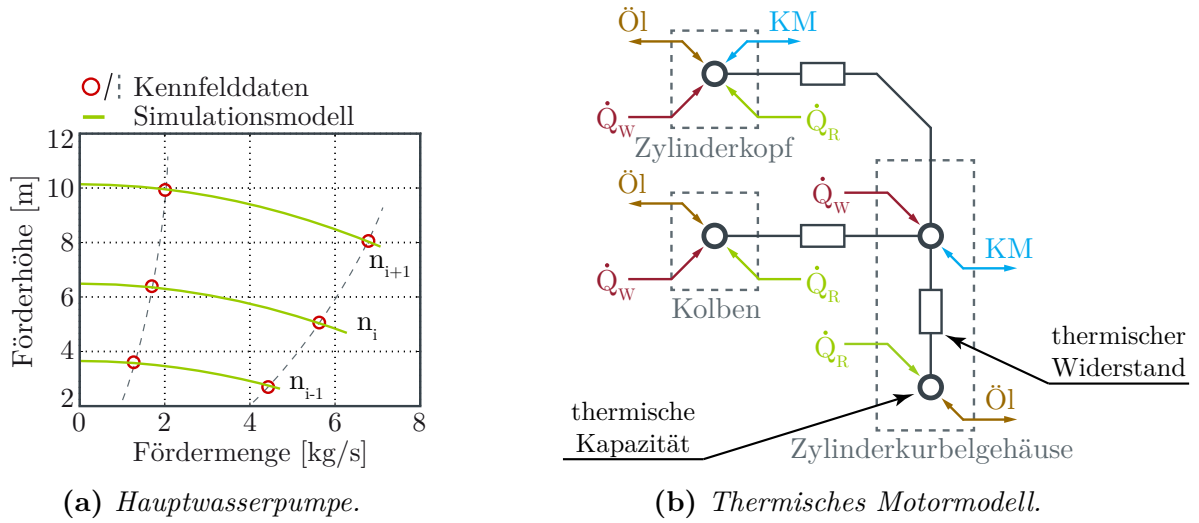 Kennfelddaten
Simulationsmodell
Förderhöhe [m]
12
10
8
6
4
2
0
2
4
6
8
n_{i+1}
n_i
n_{i-1}
Fördermenge [kg/s]
(a) Hauptwasserpumpe.
Öl
KM
Q̇_W
Q̇_R
Zylinderkopf
Öl
Q̇_W
KM
Q̇_W
Q̇_R
Kolben
Q̇_R
thermischer
Widerstand
thermische
Kapazität
Öl
Zylinderkurbelgehäuse
(b) Thermisches Motormodell.